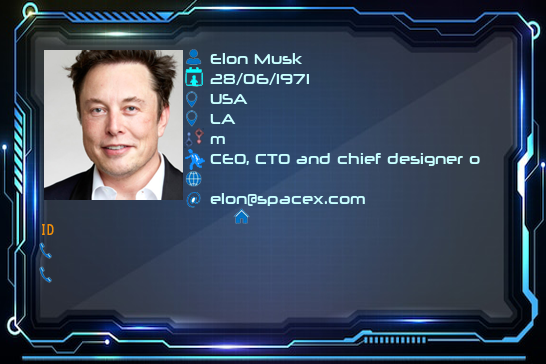 Elon Musk
28/06/1971
USA
LA
m
CEO, CTO and chief designer o
elon@spacex.com
ID